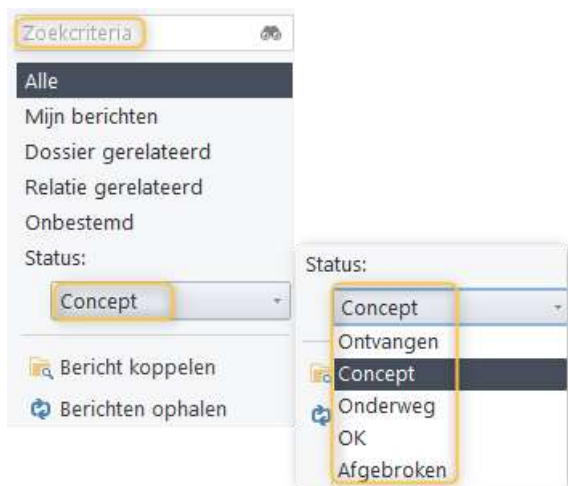 Zoekcriteria
Alle
Mijn berichten
Dossier gerelateerd
Relatie gerelateerd
Onbestemd
Status:
Concept
Bericht koppelen
Berichten ophalen
Status:
Concept
Ontvangen
Concept
Onderweg
OK
Afgebroken